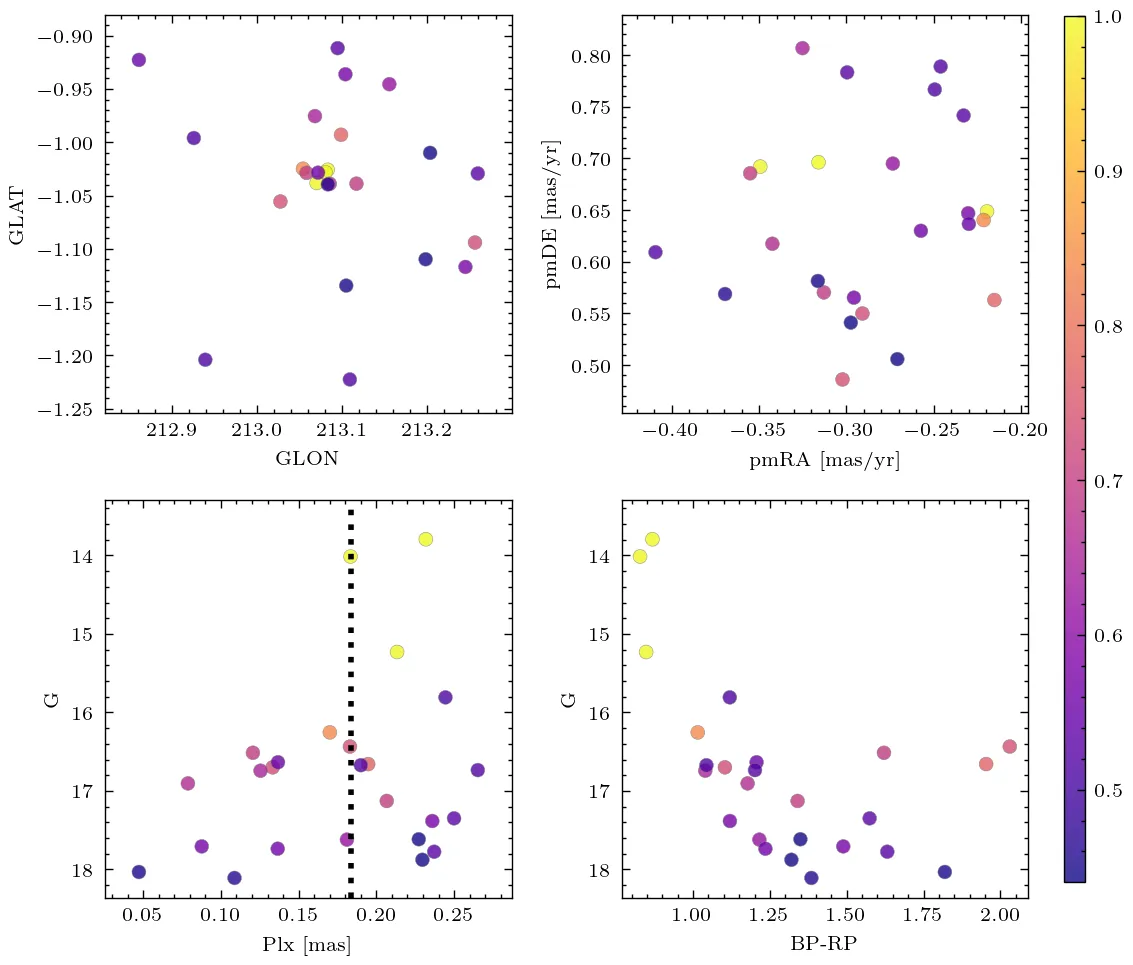 −0.90
−0.95
−1.00
−1.05
−1.10
−1.15
−1.20
−1.25
GLAT
212.9 213.0 213.1 213.2
GLON
0.80
0.75
0.70
0.65
0.60
0.55
0.50
pmDE [mas/yr]
−0.40 −0.35 −0.30 −0.25 −0.20
pmRA [mas/yr]
14
15
16
17
18
G
0.05 0.10 0.15 0.20 0.25
Plx [mas]
14
15
16
17
18
G
1.00 1.25 1.50 1.75 2.00
BP-RP
1.0
0.9
0.8
0.7
0.6
0.5